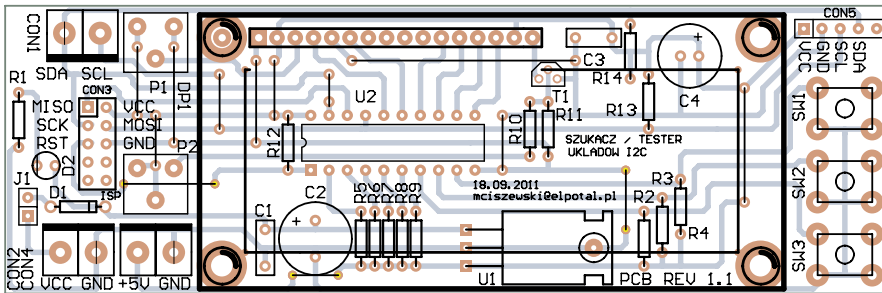 CON1
SDA SCL
P1
DP1
CON3
R1
MISO
SCK
RST
VCC
MOSI
GND
P2
D2
ISP
J1
D1
CON2
CON4
VCC GND
+5V GND
U2
R12
C3
T1
R14
R13
C4
R10
R11
SZUKACZ / TESTER
UKLADOW I2C
18.09.2011
mciszewski@elpotal.pl
C2
C1
R5
R6
R7
R8
R9
U1
R3
R2
R4
PCB REV 1.1
CON5
VCC
GND
SCL
SDA
SW1
SW2
SW3